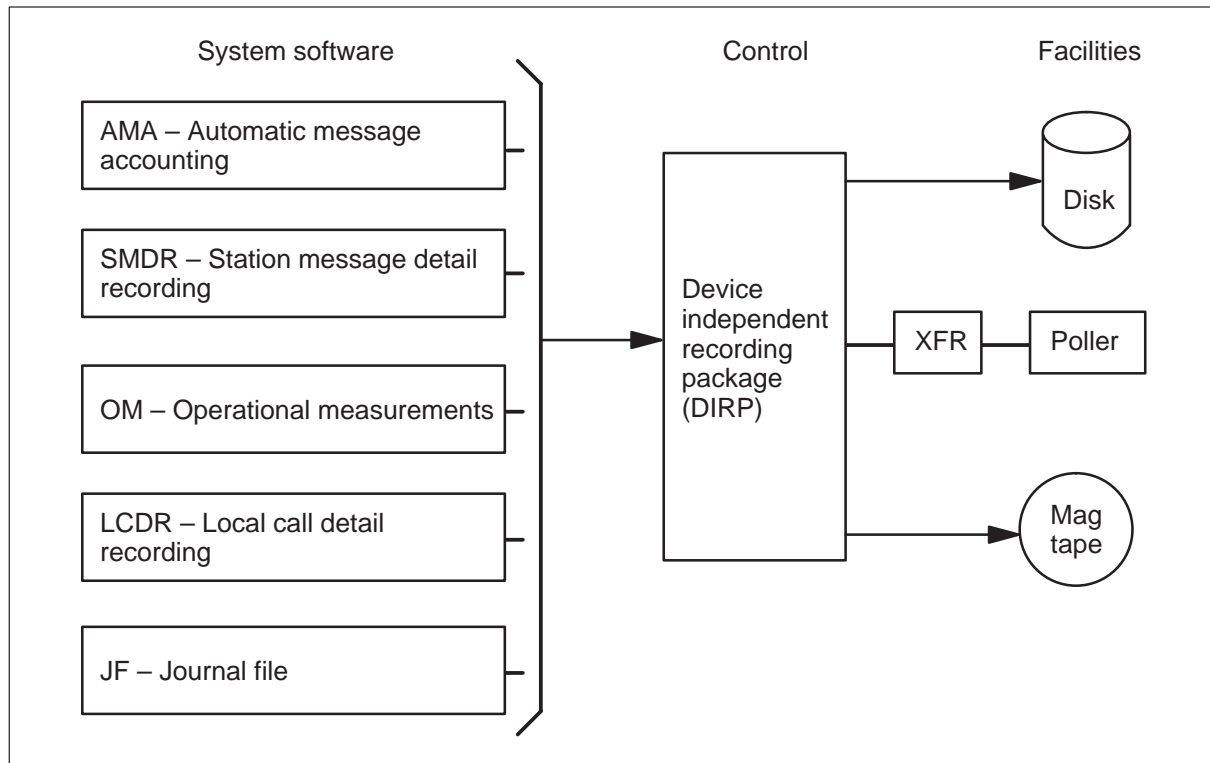 System software
Control
Facilities
AMA – Automatic message
accounting
SMDR – Station message detail
recording
OM – Operational measurements
LCDR – Local call detail
recording
JF – Journal file
Device
independent
recording
package
(DIRP)
Disk
XFR
Poller
Mag
tape